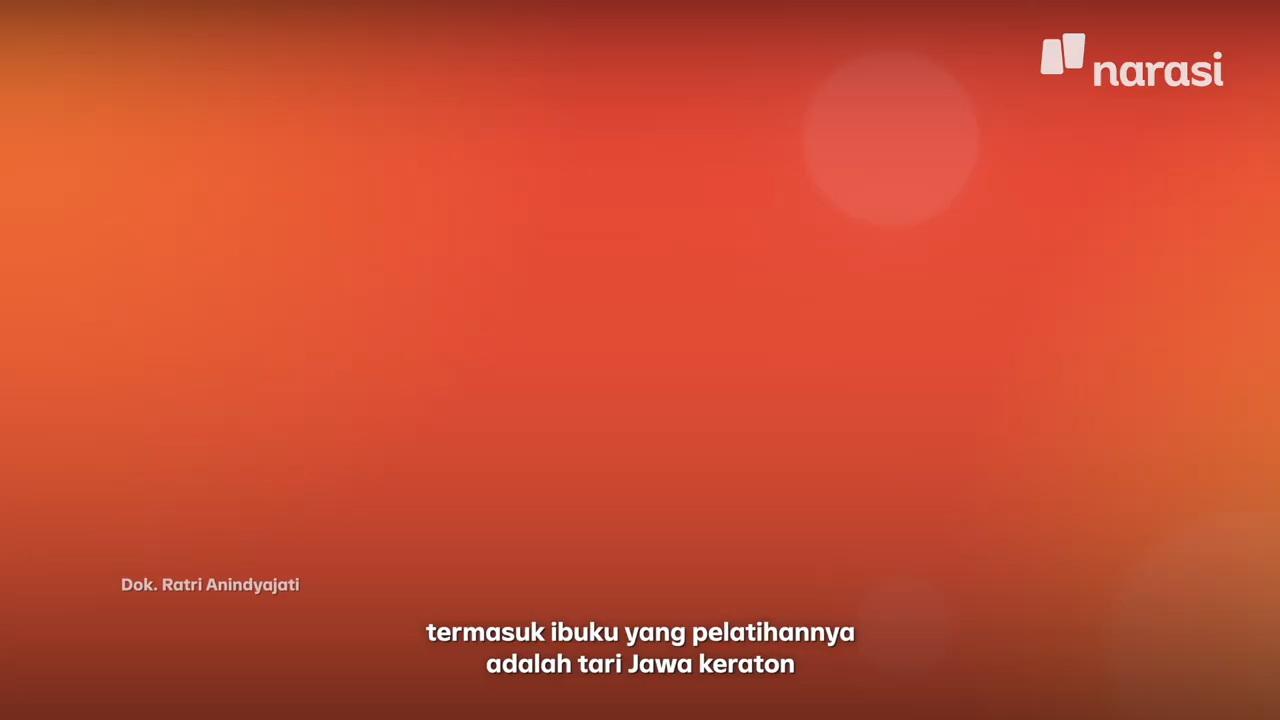 narasi
Dok. Ratri Anindyajati
termasuk ibuku yang pelatihannya
adalah tari Jawa keraton